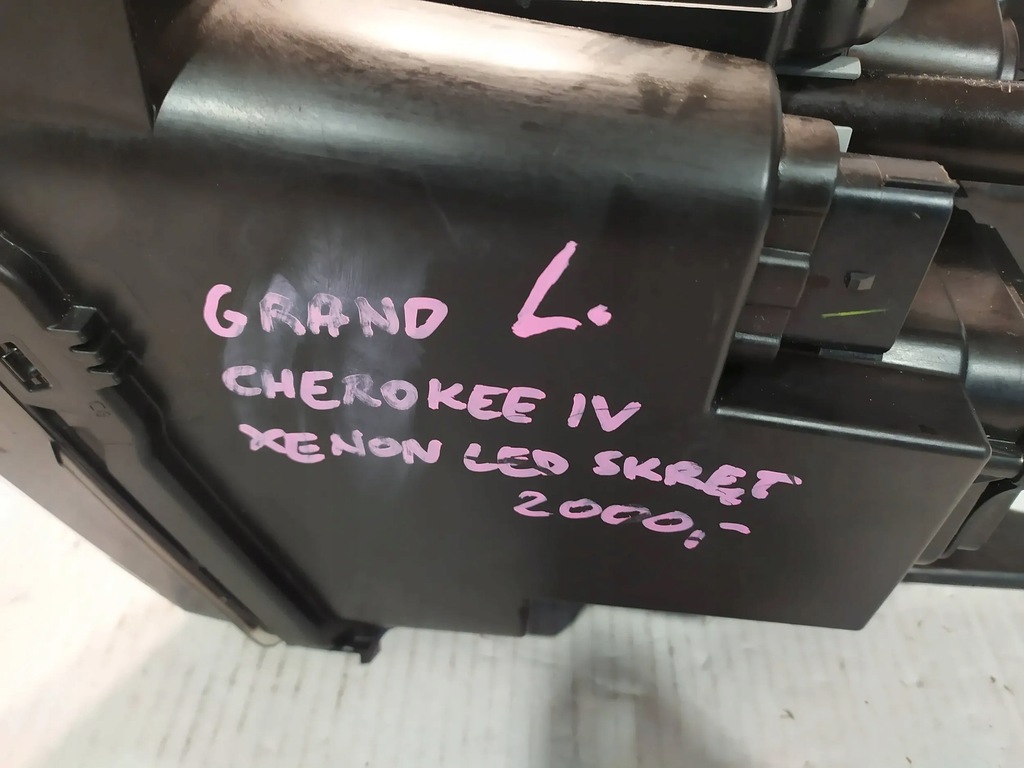 GRAND L.
CHEROKEE IV
XENON LED SKRĘT
2000,-